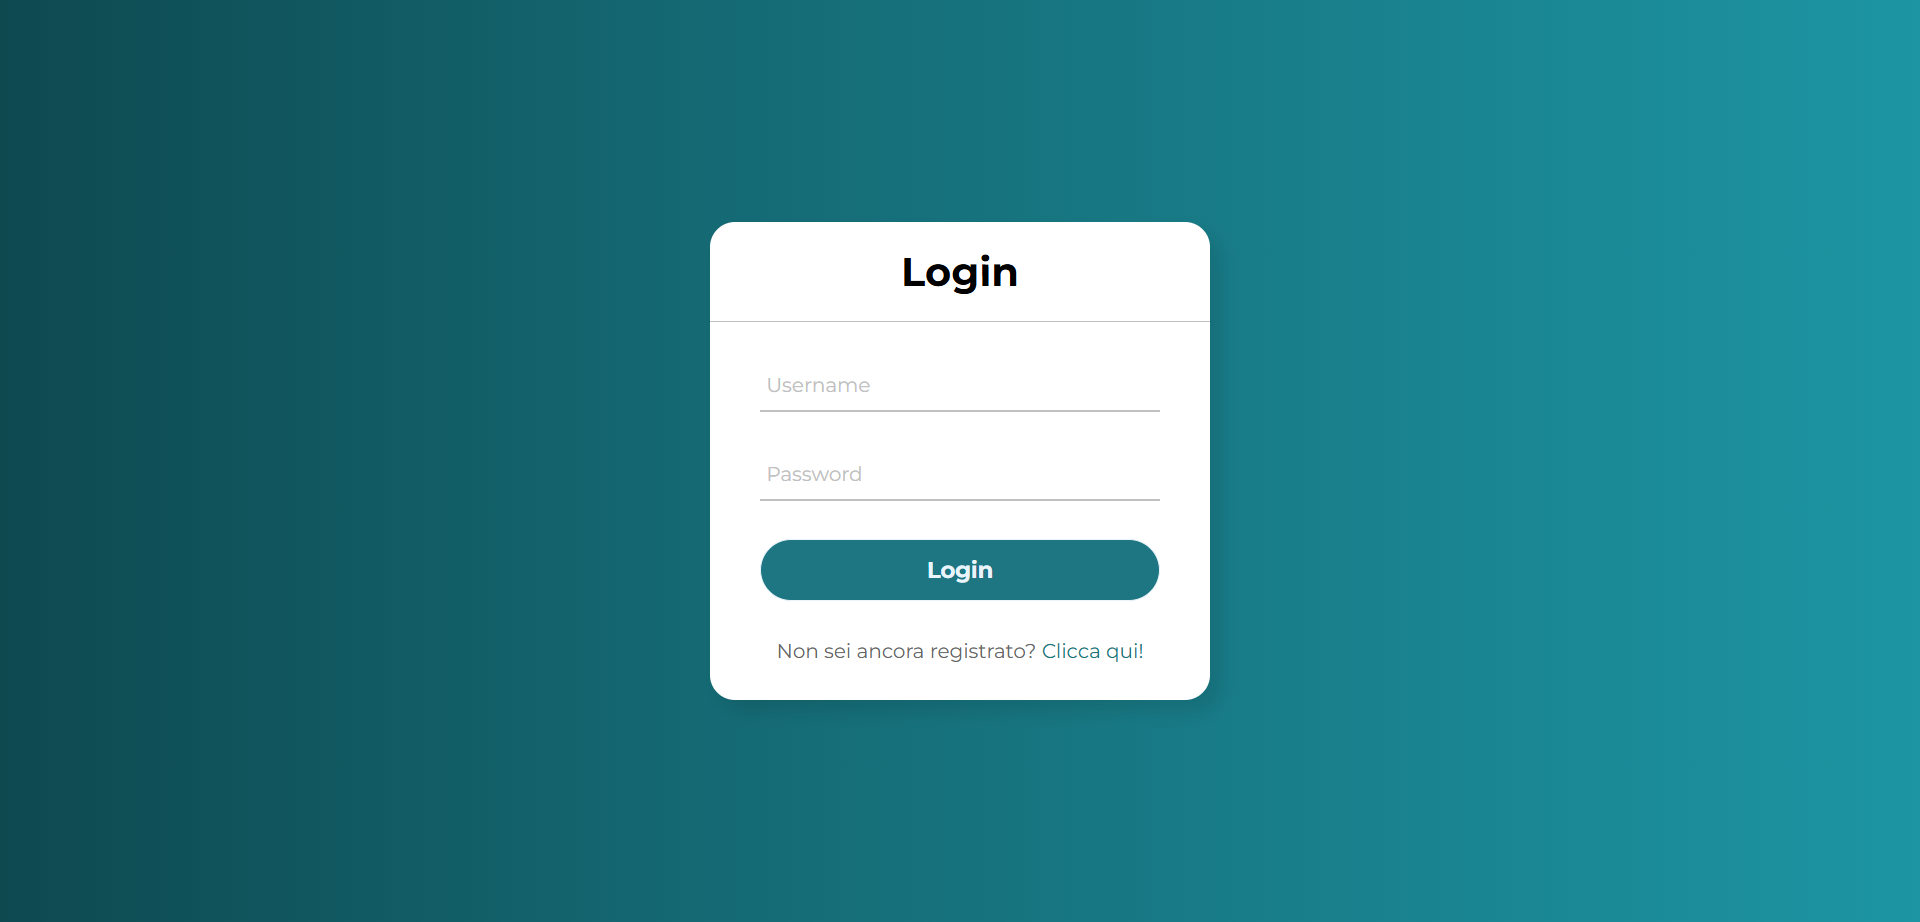 Login
Username
Password
Login
Non sei ancora registrato? Clicca qui!